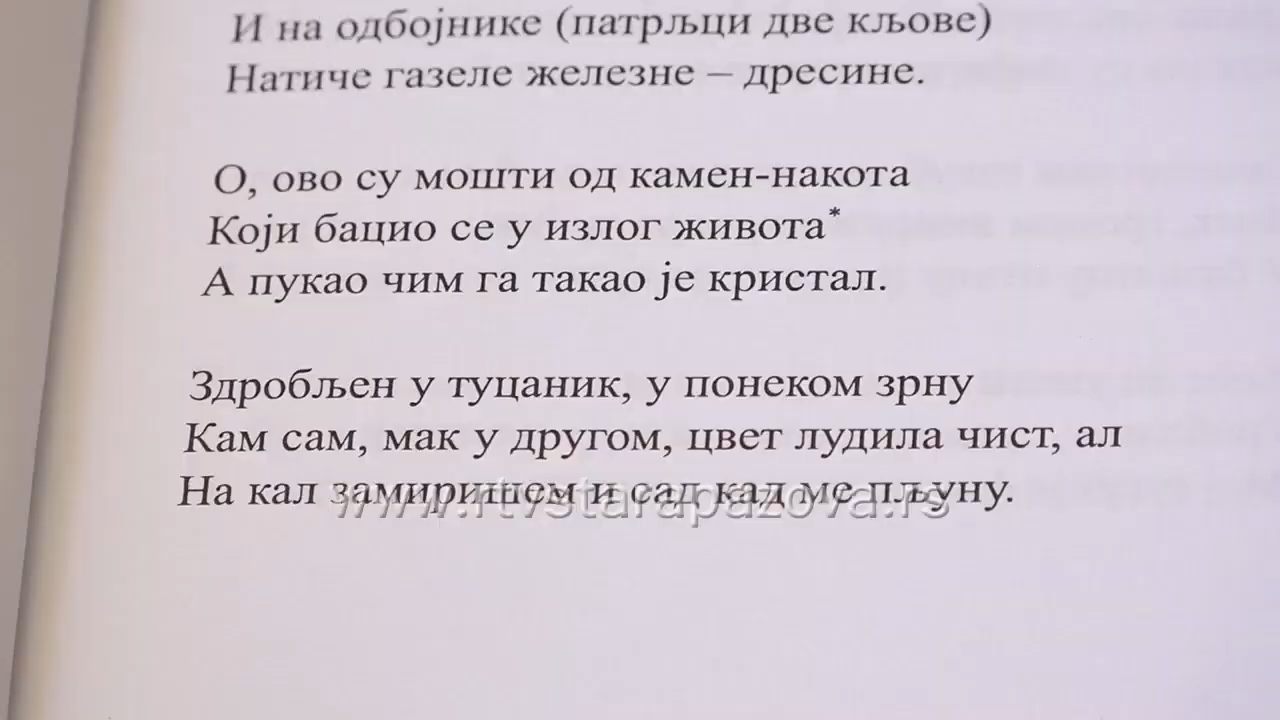 И на одбојнике (патрљци две кљове)
Натиче газеле железне – дресине.
О, ово су мошти од камен-накота
Који бацио се у излог живота*
А пукао чим га такао је кристал.
Здробљен у туцаник, у понеком зрну
Кам сам, мак у другом, цвет лудила чист, ал
На кал замиришем и сад кад ме пљуну.
www.rtvstarapazova.rs